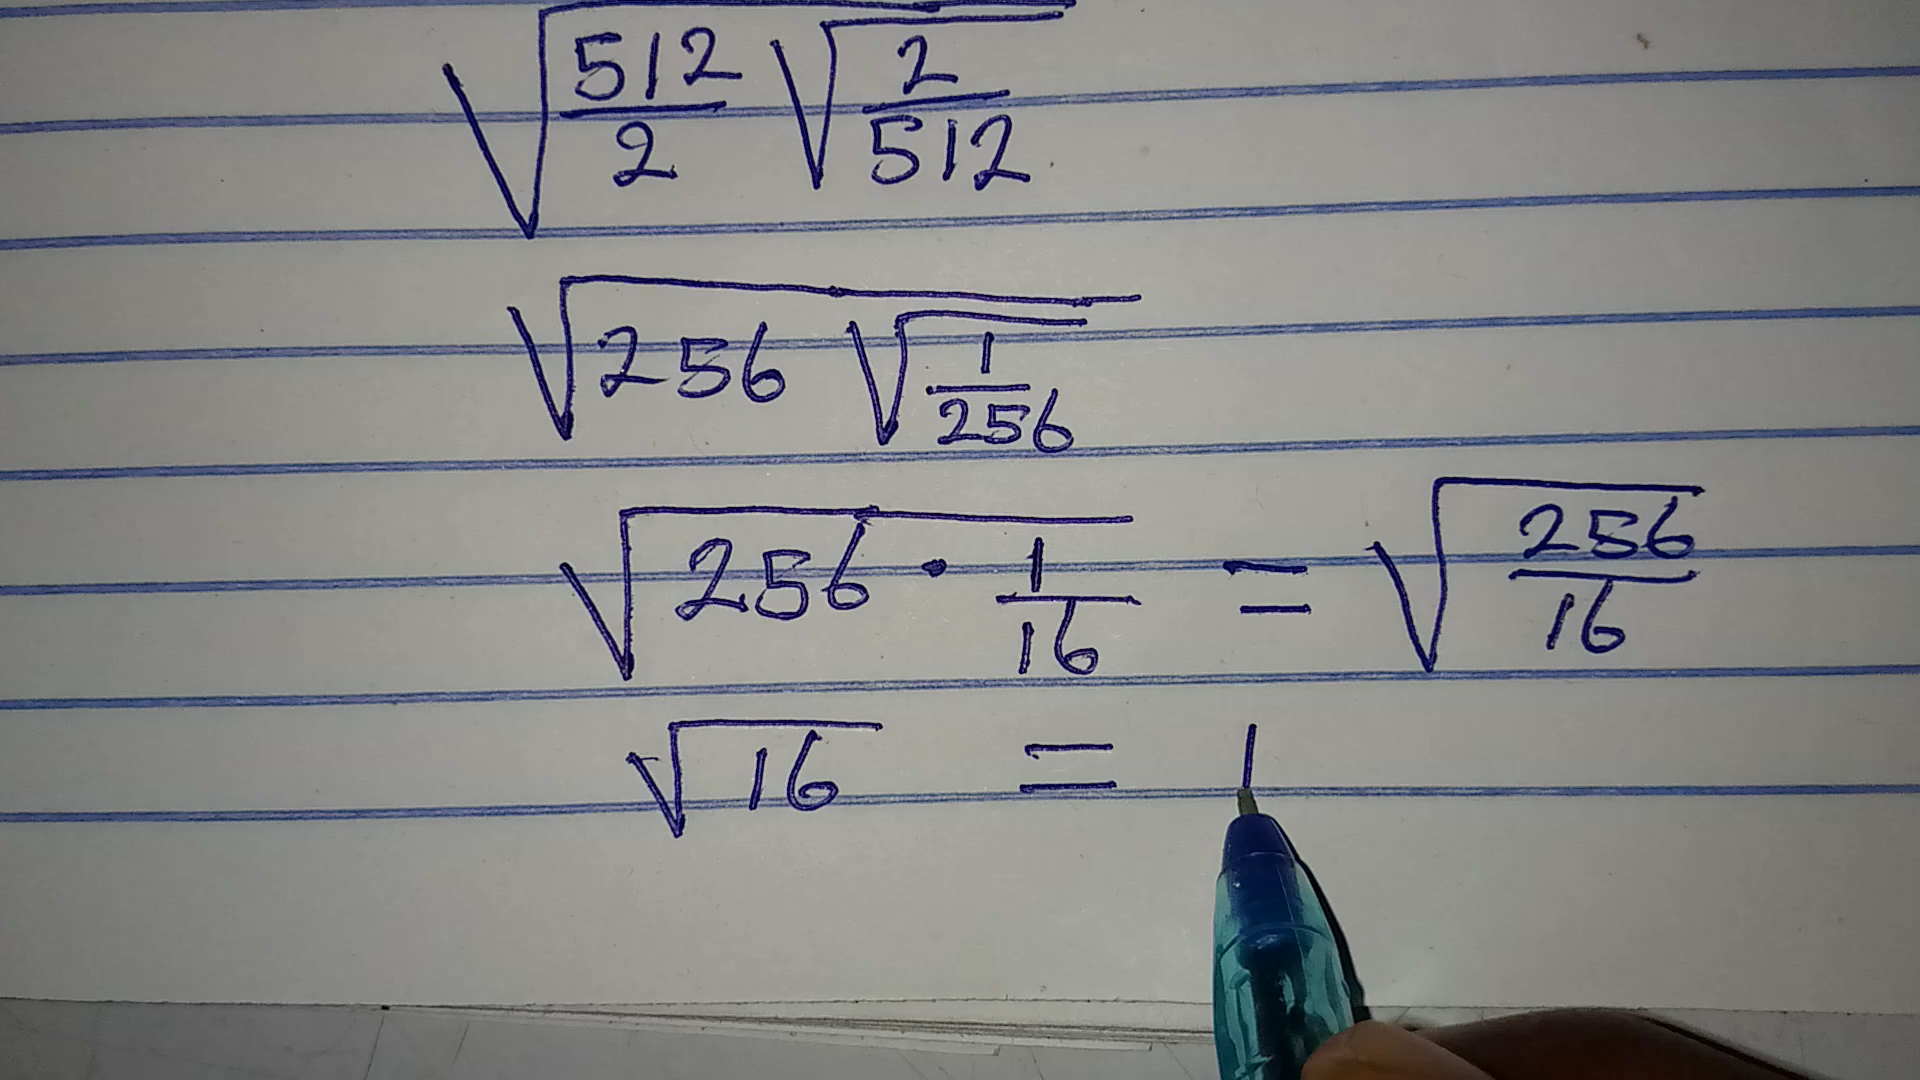 √(512/2 √(2/512))
√(256 √(1/256))
√(256 · 1/16) = √(256/16)
√16 = 1